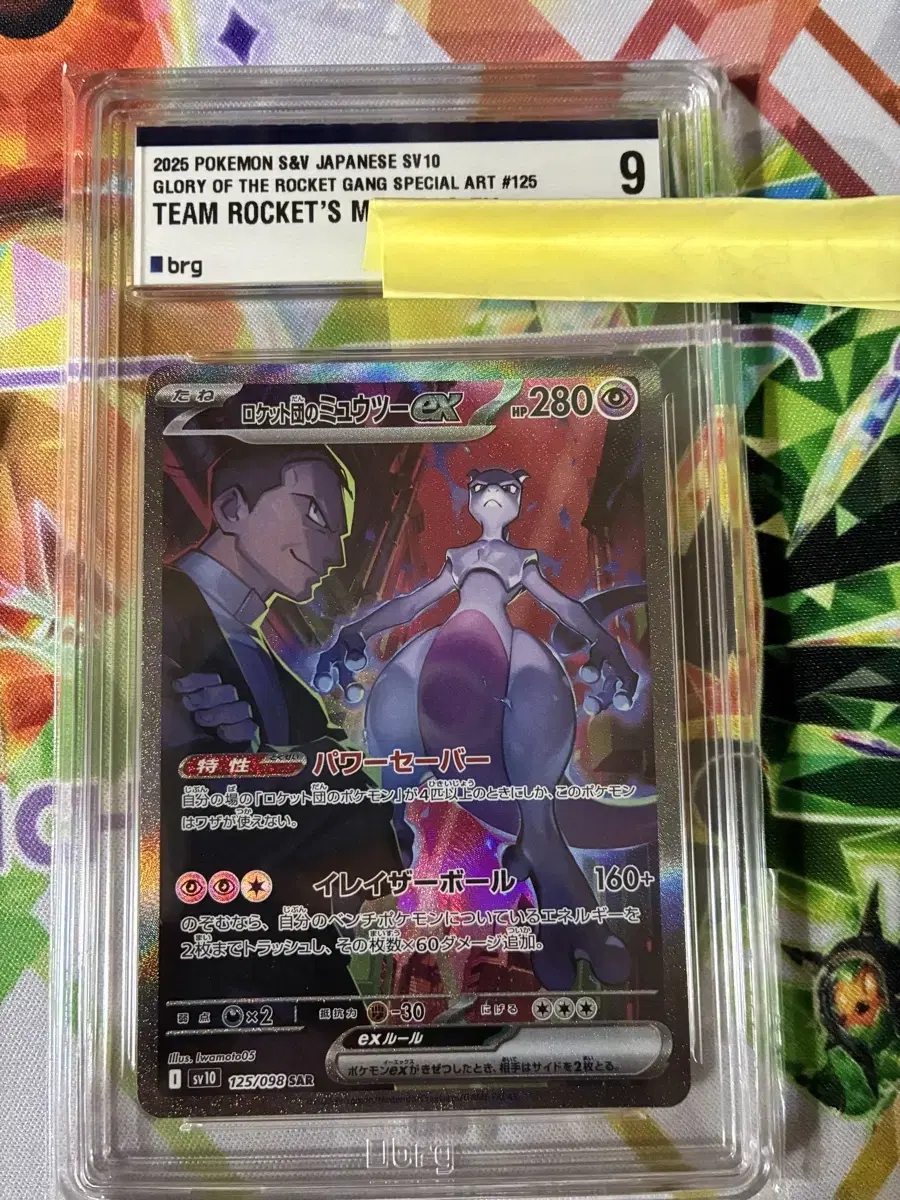 2025 POKEMON S&V JAPANESE SV10
GLORY OF THE ROCKET GANG SPECIAL ART #125
9
TEAM ROCKET'S
brg
たね
ロケット団のミュウツーex
HP280
特性
とくせい
パワーセーバー
自分の場の「ロケット団のポケモン」が4匹以上のときにしか、このポケモン
はワザが使えない。
イレイザーボール 160+
のぞむなら、自分のベンチポケモンについているエネルギーを
2枚までトラッシュし、その枚数×60ダメージ追加。
弱点 ×2 抵抗力 -30 にげる
exルール
ポケモンexがきぜつしたとき、相手はサイドを2枚とる。
Illus. Iwamoto05
I sv10 125/098 SAR
brg